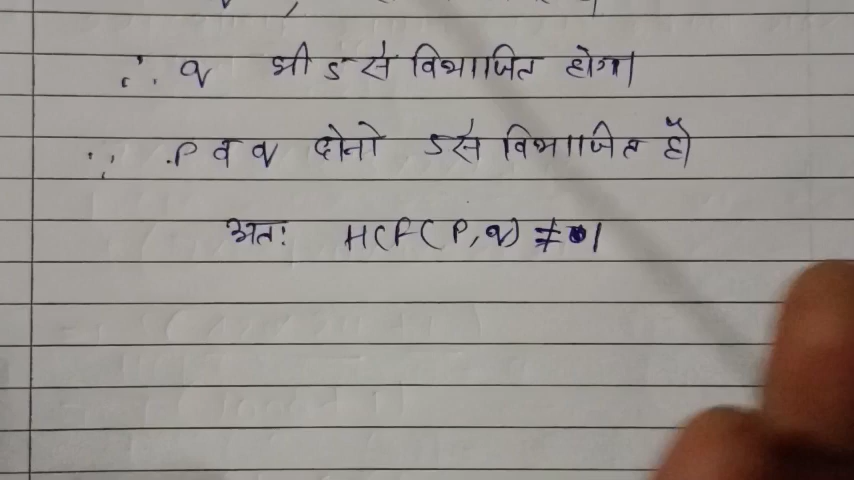 ∴ q भी 5 से विभाजित होगा
∵ P व q दोनो 5 से विभाजित है
अतः HCF(P,q) ≠ 1